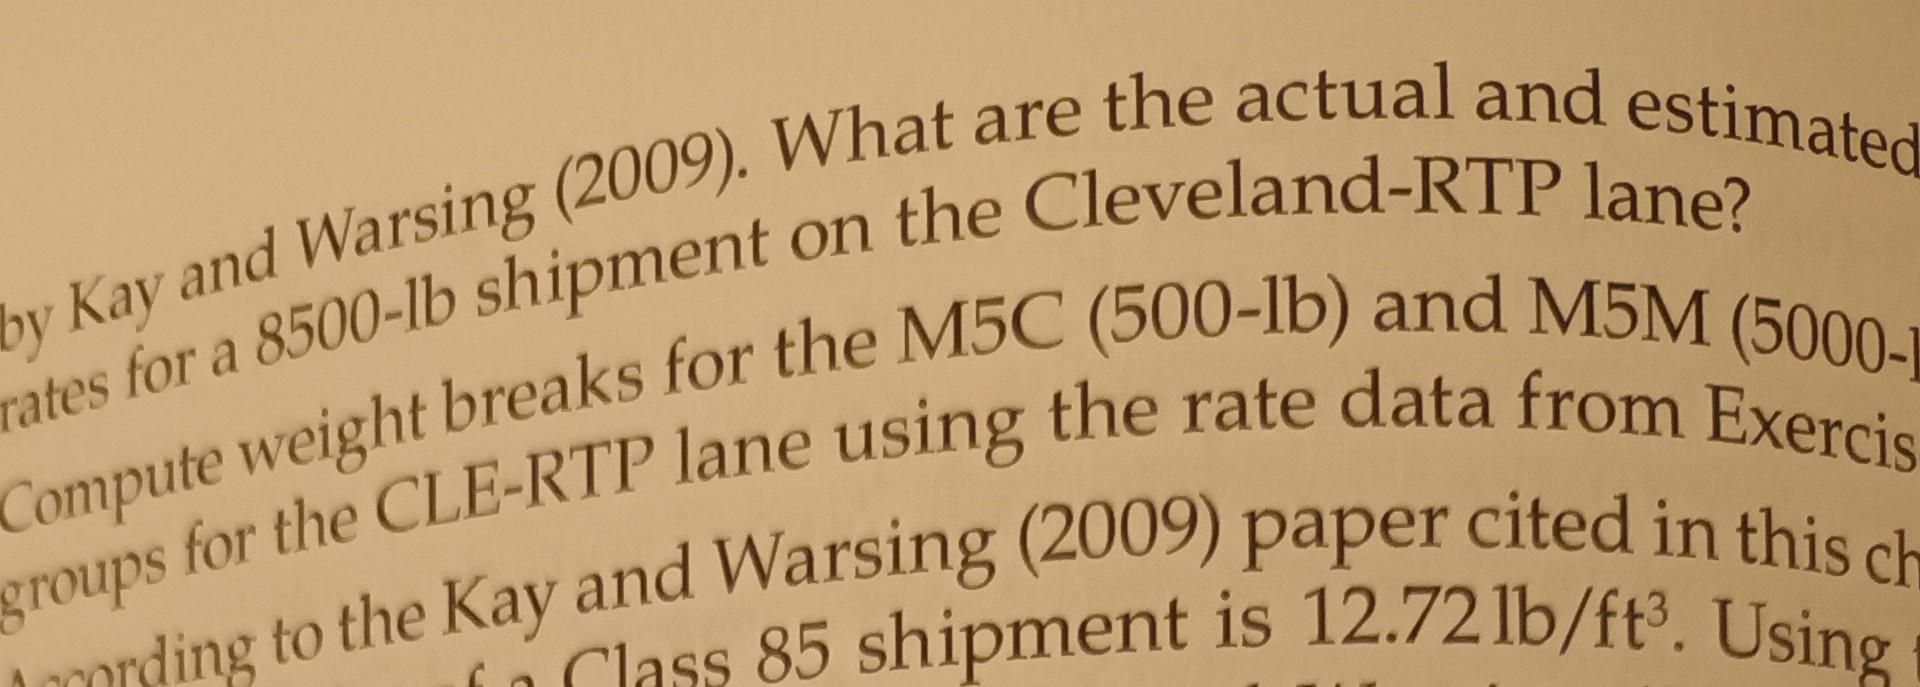 by Kay and Warsing (2009). What are the actual and estimated
rates for a 8500-lb shipment on the Cleveland-RTP lane?
Compute weight breaks for the M5C (500-lb) and M5M (5000-l
groups for the CLE-RTP lane using the rate data from Exercis
According to the Kay and Warsing (2009) paper cited in this ch
of a Class 85 shipment is 12.72 lb/ft³. Using